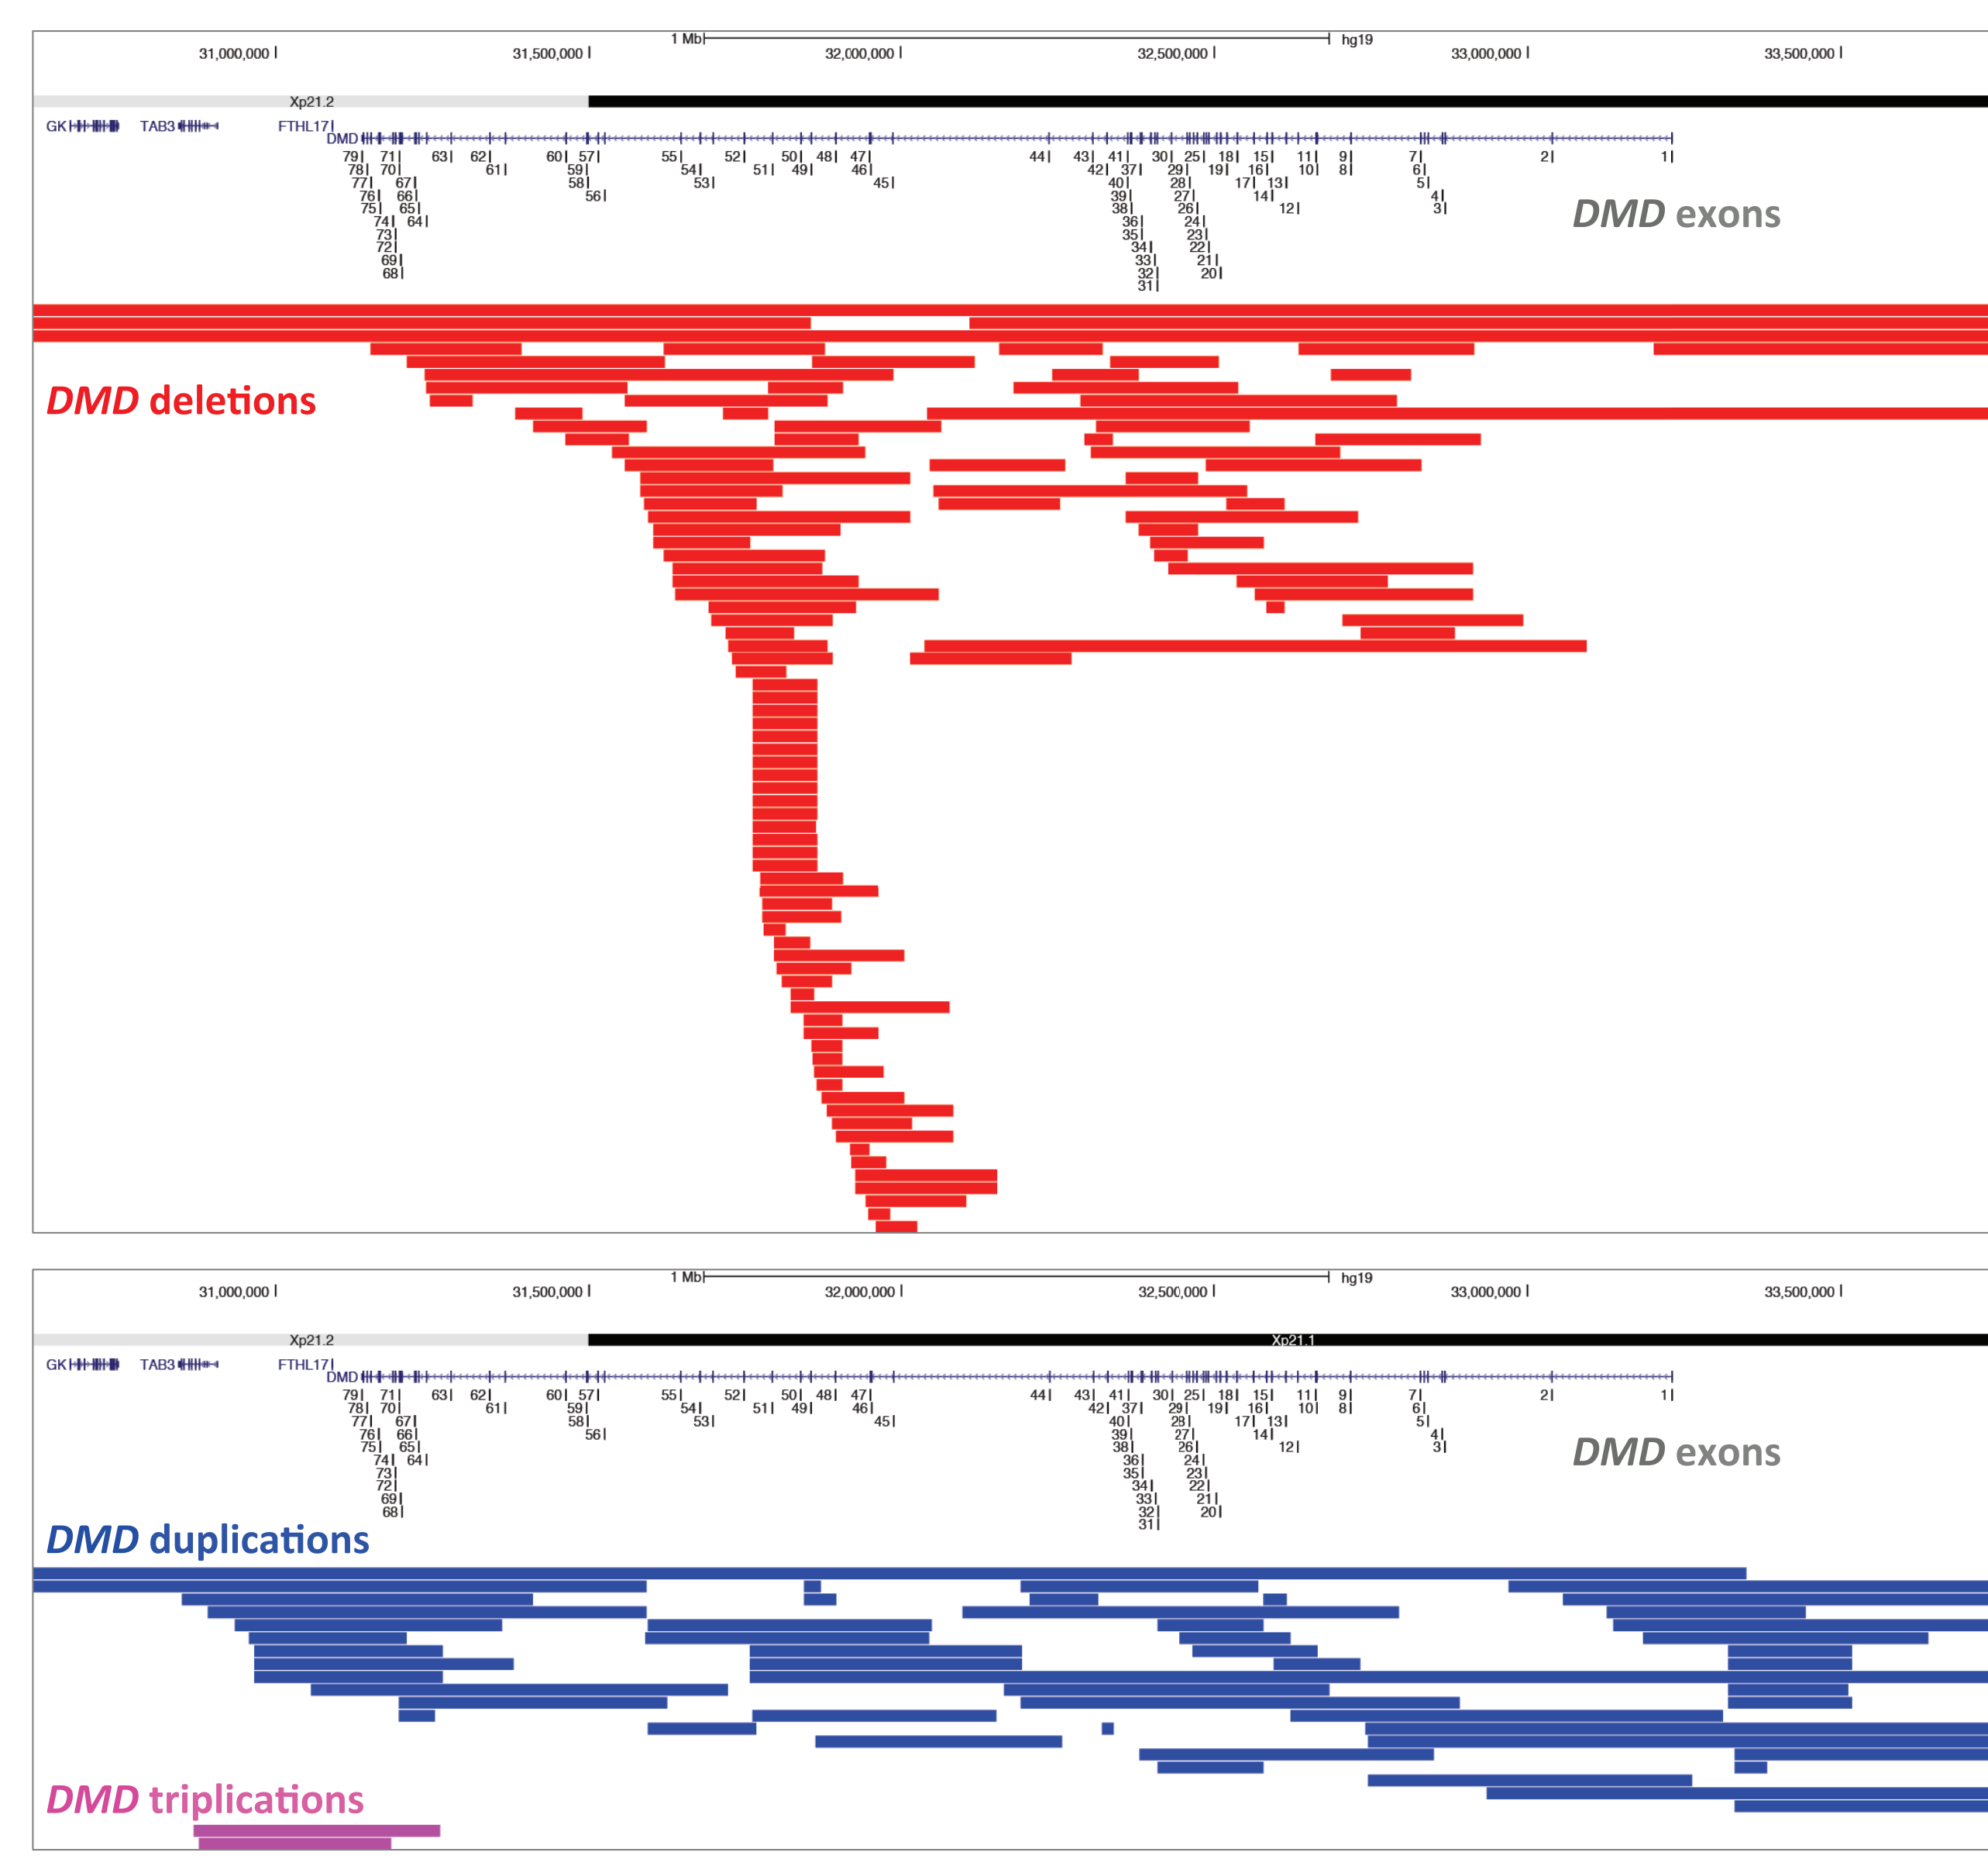 1 Mb hg19
31,000,000 31,500,000 32,000,000 32,500,000 33,000,000 33,500,000
Xp21.2
GK TAB3 FTHL17
DMD
79 71 63 62 60 57 55 52 50 48 47 44 43 41 30 25 18 15 11 9 7 2 1
78 70 61 59 54 51 49 46 42 37 29 19 16 10 8 6
77 67 58 53 45 40 28 17 13 5
76 66 56 39 27 14 4
75 65 38 26 12 3
74 64 36 24
73 35 23
72 34 22
69 33 21
68 32 20
31
DMD exons
DMD deletions
1 Mb hg19
31,000,000 31,500,000 32,000,000 32,500,000 33,000,000 33,500,000
Xp21.2 Xp21.1
GK TAB3 FTHL17
DMD
79 71 63 62 60 57 55 52 50 48 47 44 43 41 30 25 18 15 11 9 7 2 1
78 70 61 59 54 51 49 46 42 37 29 19 16 10 8 6
77 67 58 53 45 40 28 17 13 5
76 66 56 39 27 14 4
75 65 38 26 12 3
74 64 36 24
73 35 23
72 34 22
69 33 21
68 32 20
31
DMD exons
DMD duplications
DMD triplications